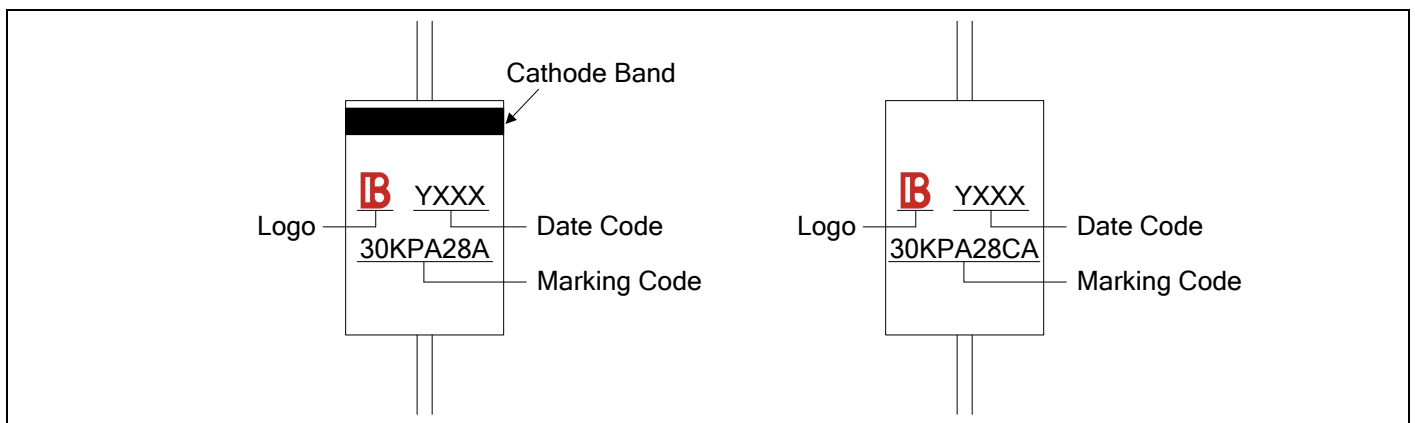 Cathode Band
B YXXX
Logo Date Code
30KPA28A
Marking Code
B YXXX
Logo Date Code
30KPA28CA
Marking Code